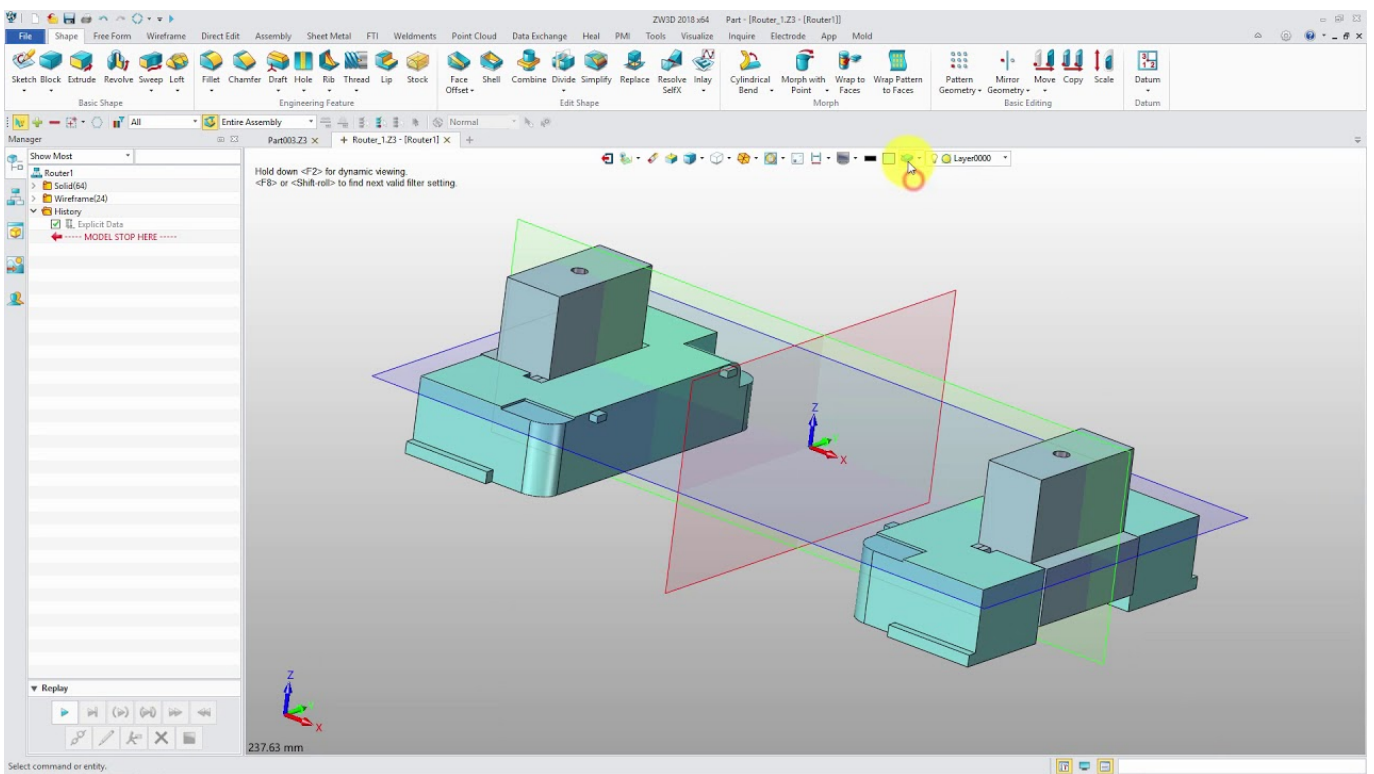 ZW3D 2018 x64 Part - [Router_1.Z3 - [Router1]]
File Shape Free Form Wireframe Direct Edit Assembly Sheet Metal FTI Weldments Point Cloud Data Exchange Heal PMI Tools Visualize Inquire Electrode App Mold
Sketch Block Extrude Revolve Sweep Loft Fillet Chamfer Draft Hole Rib Thread Lip Stock Face Offset Shell Combine Divide Simplify Replace Resolve SelfX Inlay Cylindrical Bend Morph with Point Wrap to Faces Wrap Pattern to Faces Pattern Geometry Mirror Geometry Move Copy Scale Datum
Basic Shape Engineering Feature Edit Shape Morph Basic Editing Datum
All Entire Assembly Normal
Manager Part003.Z3 Router_1.Z3 - [Router1]
Show Most Layer0000
Hold down <F2> for dynamic viewing.
<F8> or <Shift-roll> to find next valid filter setting.
Router1
Solid(64)
Wireframe(24)
History
Explicit Data
----- MODEL STOP HERE -----
Z
X
Replay
Z
Y
X
237.63 mm
Select command or entity.